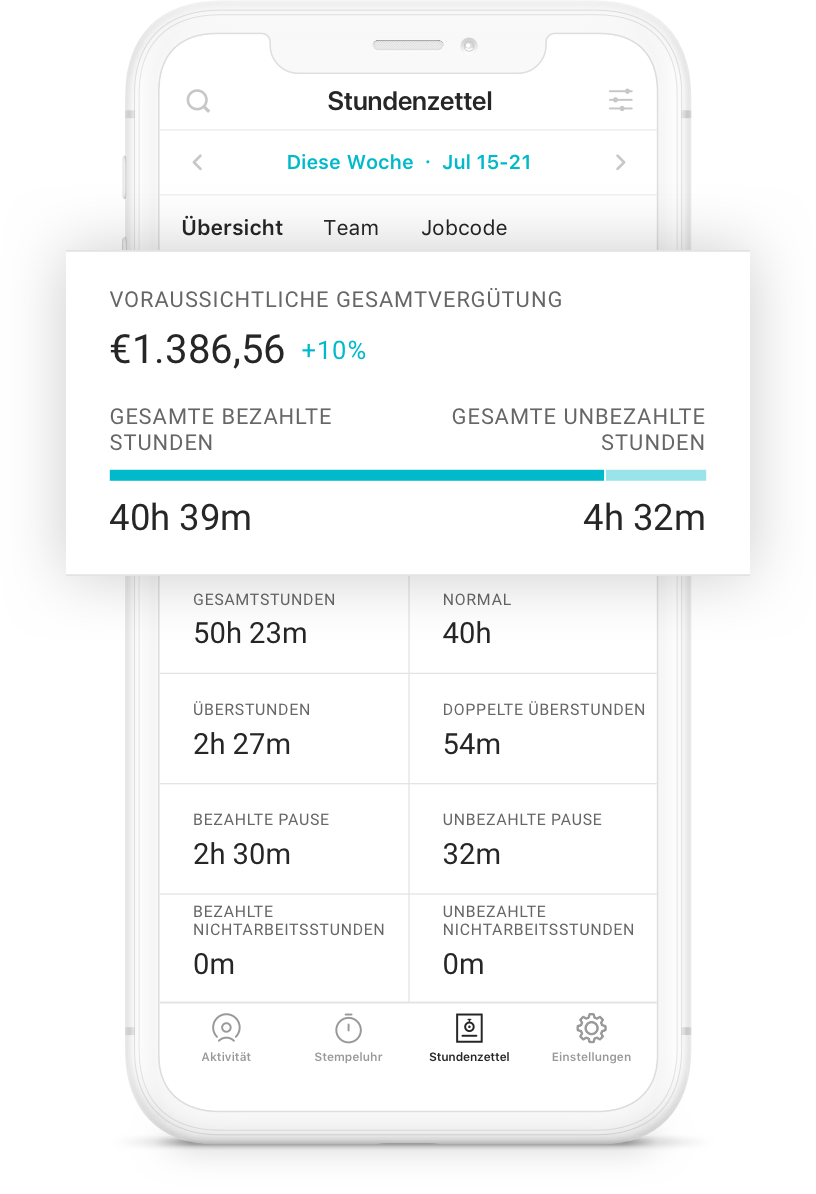 Stundenzettel
Diese Woche · Jul 15-21
Übersicht Team Jobcode
VORAUSSICHTLICHE GESAMTVERGÜTUNG
€1.386,56 +10%
GESAMTE BEZAHLTE STUNDEN
GESAMTE UNBEZAHLTE STUNDEN
40h 39m 4h 32m
GESAMTSTUNDEN NORMAL
50h 23m 40h
ÜBERSTUNDEN DOPPELTE ÜBERSTUNDEN
2h 27m 54m
BEZAHLTE PAUSE UNBEZAHLTE PAUSE
2h 30m 32m
BEZAHLTE NICHTARBEITSSTUNDEN
UNBEZAHLTE NICHTARBEITSSTUNDEN
0m 0m
Aktivität Stempeluhr Stundenzettel Einstellungen